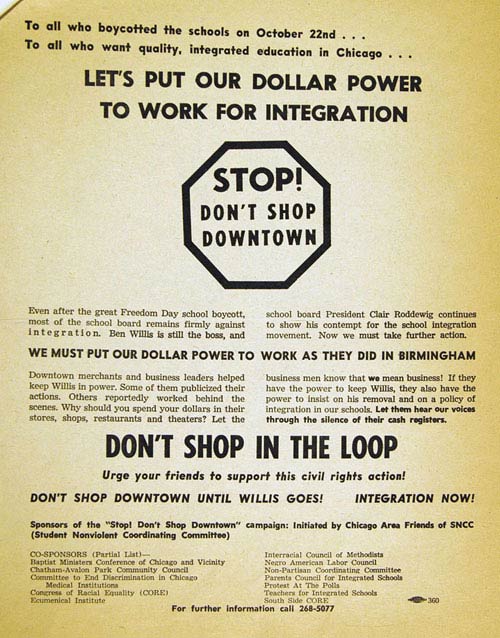 To all who boycotted the schools on October 22nd . . .
To all who want quality, integrated education in Chicago . . .
LET'S PUT OUR DOLLAR POWER
TO WORK FOR INTEGRATION
STOP!
DON'T SHOP
DOWNTOWN
Even after the great Freedom Day school boycott,
most of the school board remains firmly against
integration. Ben Willis is still the boss, and
school board President Clair Roddewig continues
to show his contempt for the school integration
movement. Now we must take further action.
WE MUST PUT OUR DOLLAR POWER TO WORK AS THEY DID IN BIRMINGHAM
Downtown merchants and business leaders helped
keep Willis in power. Some of them publicized their
actions. Others reportedly worked behind the
scenes. Why should you spend your dollars in their
stores, shops, restaurants and theaters? Let the
business men know that we mean business! If they
have the power to keep Willis, they also have the
power to insist on his removal and on a policy of
integration in our schools. Let them hear our voices
through the silence of their cash registers.
DON'T SHOP IN THE LOOP
Urge your friends to support this civil rights action!
DON'T SHOP DOWNTOWN UNTIL WILLIS GOES! INTEGRATION NOW!
Sponsors of the "Stop! Don't Shop Downtown" campaign: Initiated by Chicago Area Friends of SNCC
(Student Nonviolent Coordinating Committee)
CO-SPONSORS (Partial List)—
Baptist Ministers Conference of Chicago and Vicinity
Chatham-Avalon Park Community Council
Committee to End Discrimination in Chicago
Medical Institutions
Congress of Racial Equality (CORE)
Ecumenical Institute
Interracial Council of Methodists
Negro American Labor Council
Non-Partisan Coordinating Committee
Parents Council for Integrated Schools
Protest At The Polls
Teachers for Integrated Schools
South Side CORE
360
For further information call 268-5077